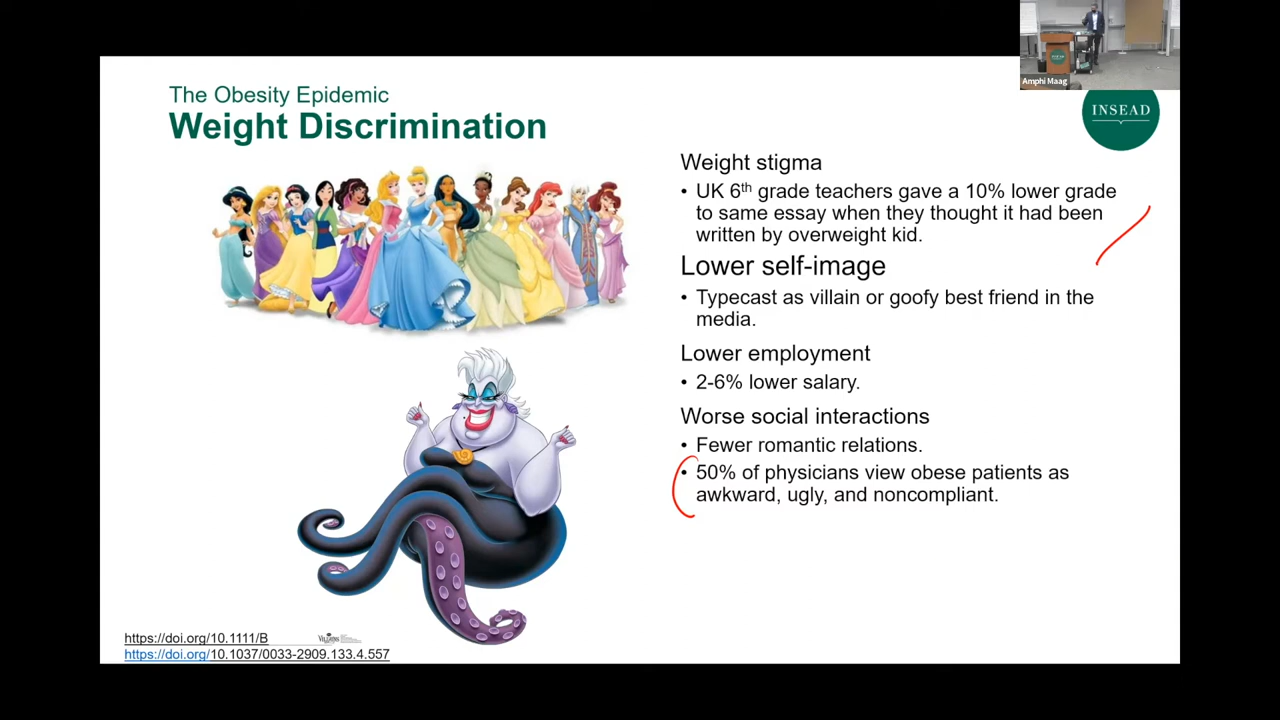 Amphi Maag
INSEAD
The Obesity Epidemic
Weight Discrimination
Weight stigma
• UK 6th grade teachers gave a 10% lower grade
to same essay when they thought it had been
written by overweight kid.
Lower self-image
• Typecast as villain or goofy best friend in the
media.
Lower employment
• 2-6% lower salary.
Worse social interactions
• Fewer romantic relations.
• 50% of physicians view obese patients as
awkward, ugly, and noncompliant.
https://doi.org/10.1111/B
VILLAINS
https://doi.org/10.1037/0033-2909.133.4.557